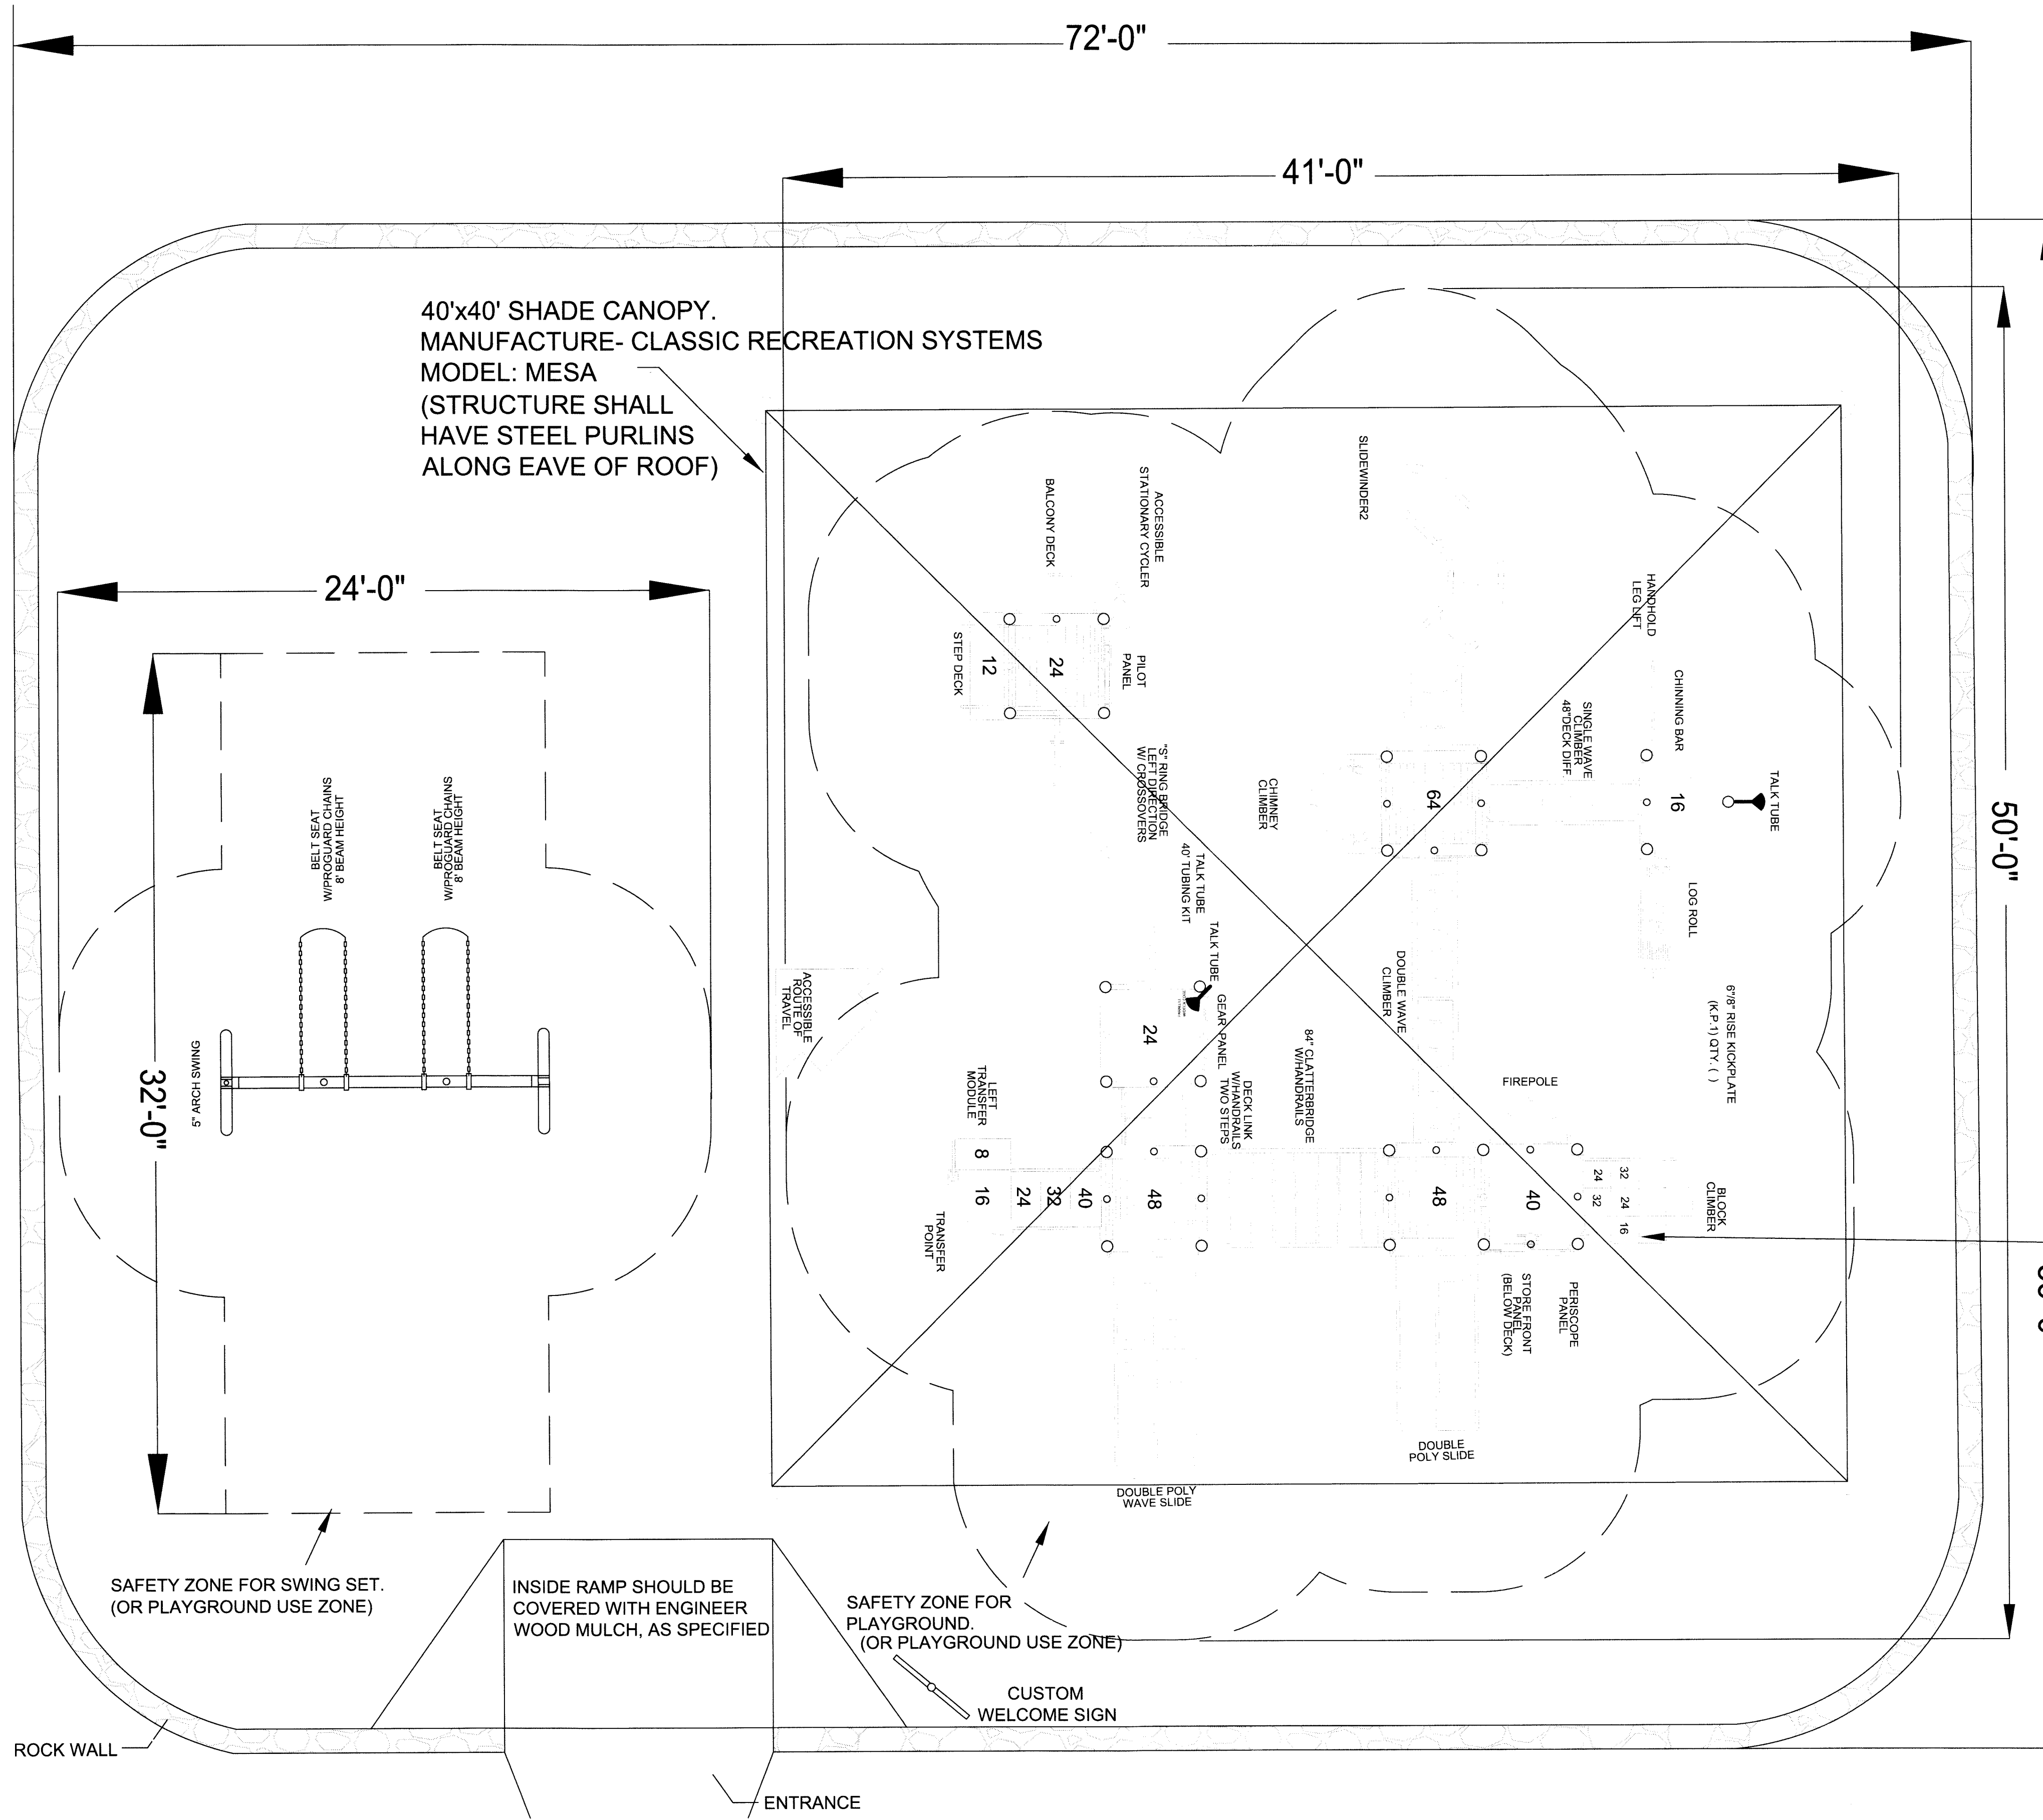 72'-0"
41'-0"
40'x40' SHADE CANOPY.
MANUFACTURE- CLASSIC RECREATION SYSTEMS
MODEL: MESA
(STRUCTURE SHALL
HAVE STEEL PURLINS
ALONG EAVE OF ROOF)
24'-0"
32'-0"
50'-0"
BELT SEAT
W/PROGUARD CHAINS
8' BEAM HEIGHT
BELT SEAT
W/PROGUARD CHAINS
8' BEAM HEIGHT
5" ARCH SWING
BALCONY DECK
ACCESSIBLE
STATIONARY CYCLER
SLIDEWINDER2
HANDHOLD
LEG LIFT
STEP DECK
12
24
PILOT
PANEL
CHINNING BAR
SINGLE WAVE
CLIMBER
48"DECK DIFF.
"S" RING BRIDGE
LEFT DIRECTION
W/ CROSSOVERS
CHIMNEY
CLIMBER
64
16
TALK TUBE
TALK TUBE
40' TUBING KIT
TALK TUBE
LOG ROLL
ACCESSIBLE
ROUTE OF
TRAVEL
24
GEAR PANEL
DOUBLE WAVE
CLIMBER
6"/8" RISE KICKPLATE
(K.P.1) QTY. ( )
84" CLATTERBRIDGE
W/HANDRAILS
DECK LINK
W/HANDRAILS
TWO STEPS
FIREPOLE
LEFT
TRANSFER
MODULE
8
16
24
32
40
48
48
40
24
32
32
24
16
BLOCK
CLIMBER
TRANSFER
POINT
STORE FRONT
PANEL
(BELOW DECK)
PERISCOPE
PANEL
DOUBLE
POLY SLIDE
DOUBLE POLY
WAVE SLIDE
SAFETY ZONE FOR SWING SET.
(OR PLAYGROUND USE ZONE)
INSIDE RAMP SHOULD BE
COVERED WITH ENGINEER
WOOD MULCH, AS SPECIFIED
SAFETY ZONE FOR
PLAYGROUND.
(OR PLAYGROUND USE ZONE)
CUSTOM
WELCOME SIGN
ROCK WALL
ENTRANCE